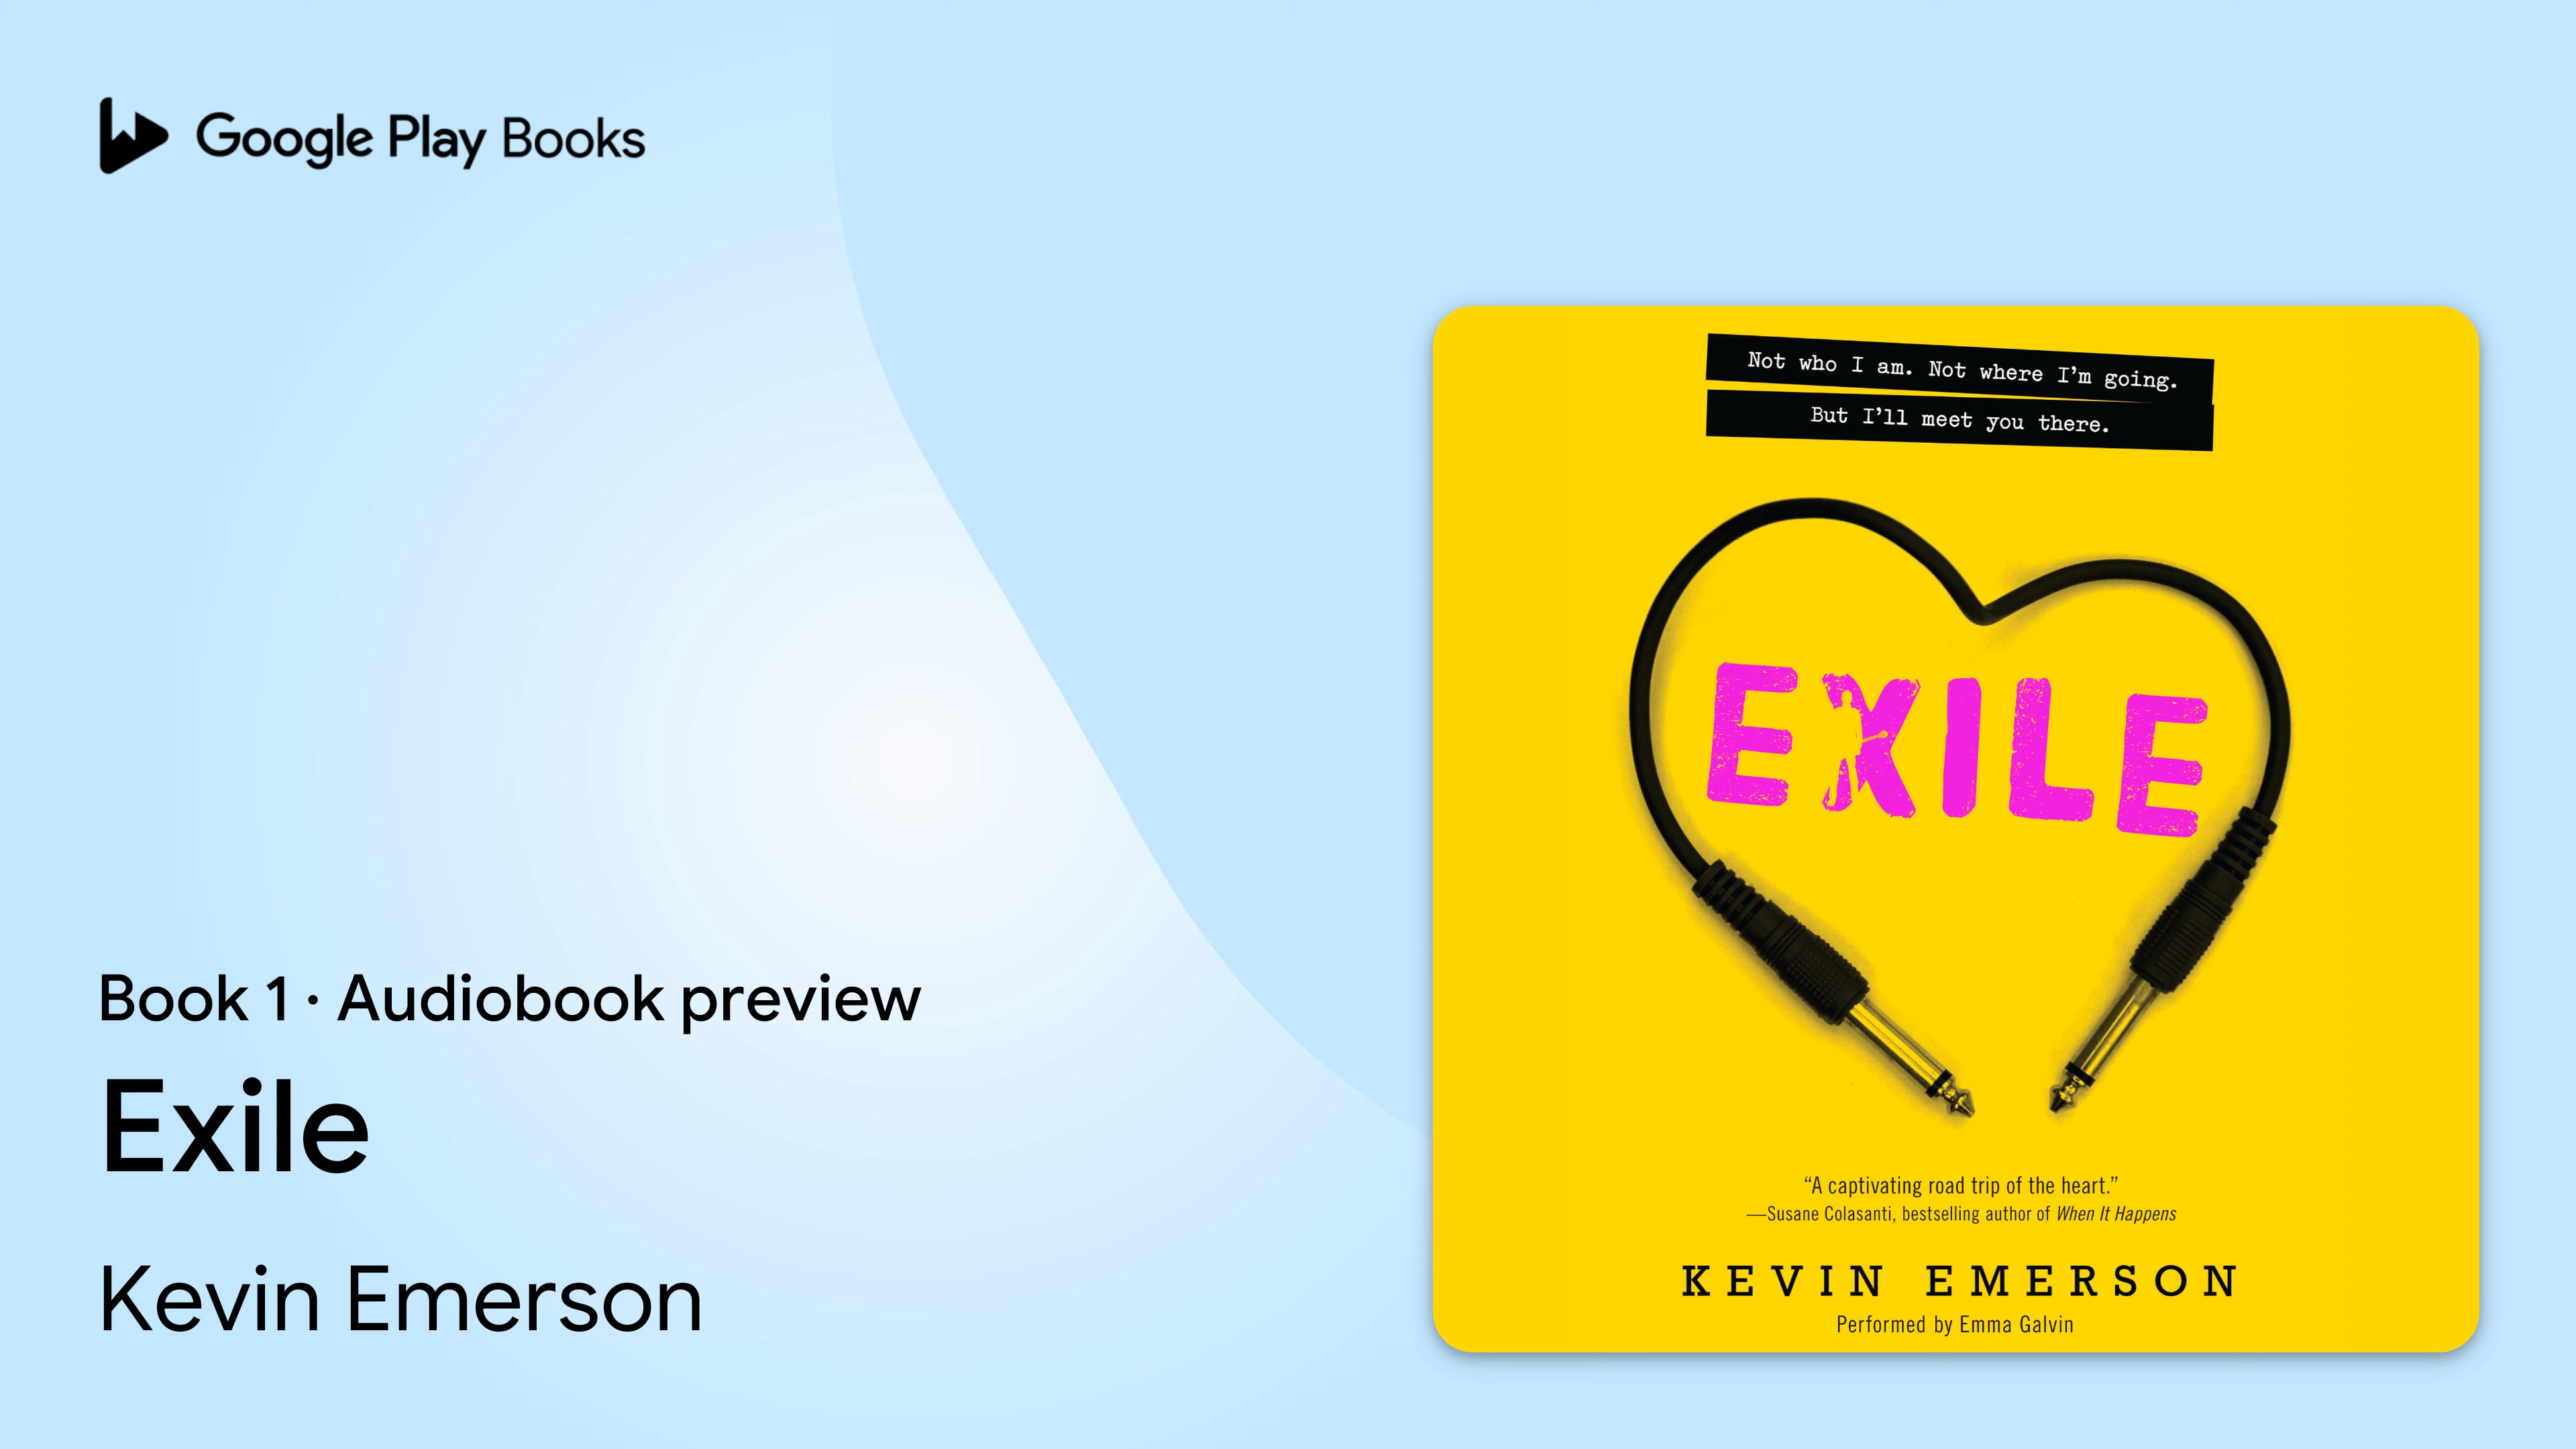 Google Play Books
Book 1 · Audiobook preview
Exile
Kevin Emerson
Not who I am. Not where I’m going.
But I’ll meet you there.
EXILE
“A captivating road trip of the heart.”
—Susane Colasanti, bestselling author of When It Happens
KEVIN EMERSON
Performed by Emma Galvin